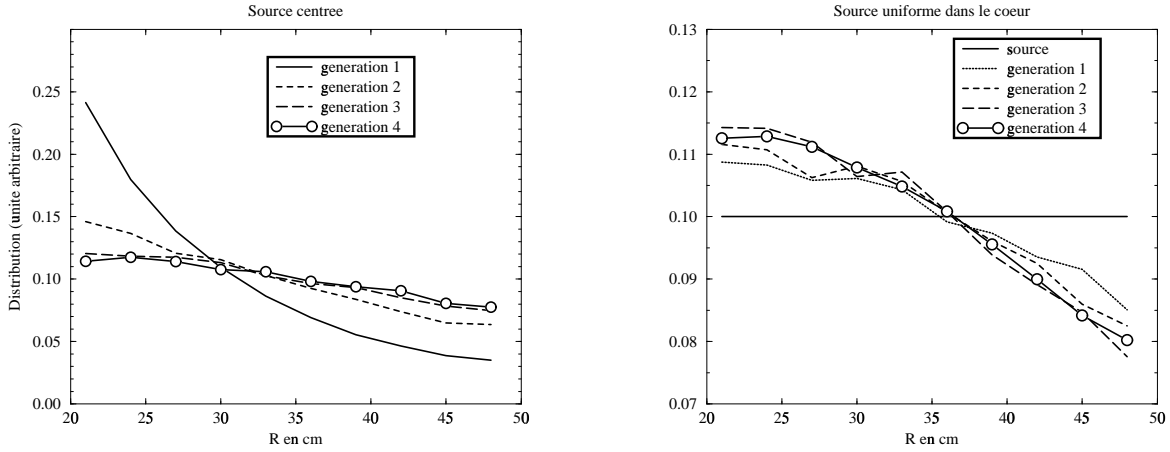 Source centree
generation 1
generation 2
generation 3
generation 4
0.25
0.20
0.15
0.10
0.05
0.00
Distribution (unite arbitraire)
20 25 30 35 40 45 50
R en cm
Source uniforme dans le coeur
source
generation 1
generation 2
generation 3
generation 4
0.13
0.12
0.11
0.10
0.09
0.08
0.07
20 25 30 35 40 45 50
R en cm